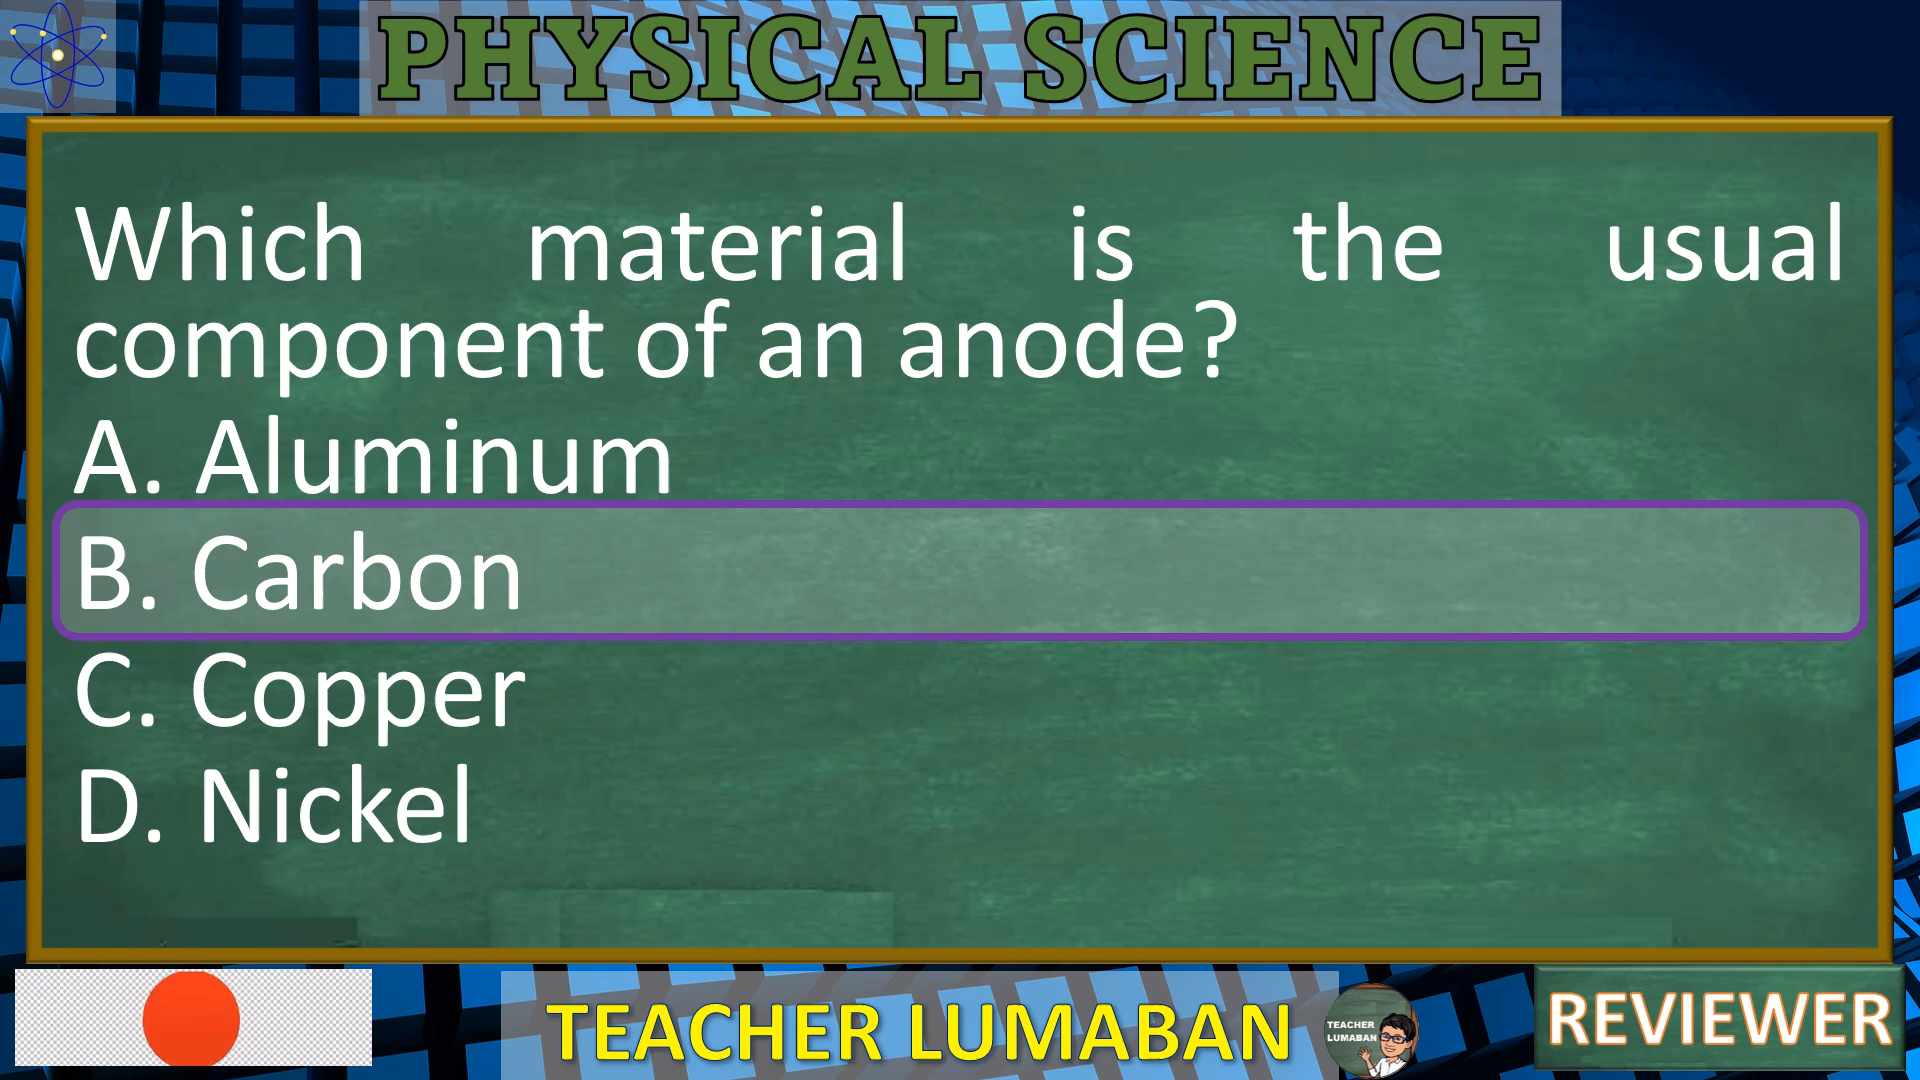 PHYSICAL SCIENCE
Which material is the usual
component of an anode?
A. Aluminum
B. Carbon
C. Copper
D. Nickel
TEACHER LUMABAN
TEACHER
LUMABAN
REVIEWER